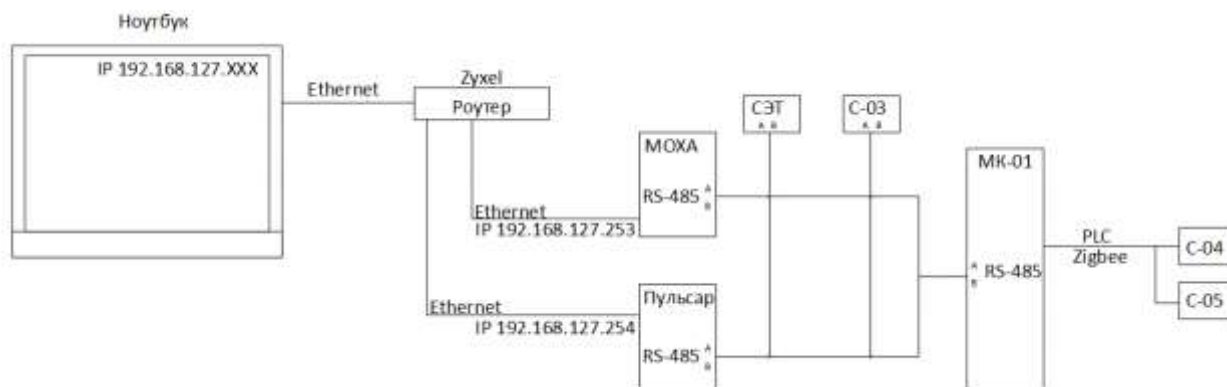 Ноутбук
IP 192.168.127.XXX
Ethernet
Zyxel
Роутер
СЭТ
А В
С-03
А В
МОХА
RS-485
А
В
Ethernet
IP 192.168.127.253
МК-01
А
В
RS-485
PLC
Zigbee
С-04
С-05
Ethernet
IP 192.168.127.254
Пульсар
RS-485
А
В